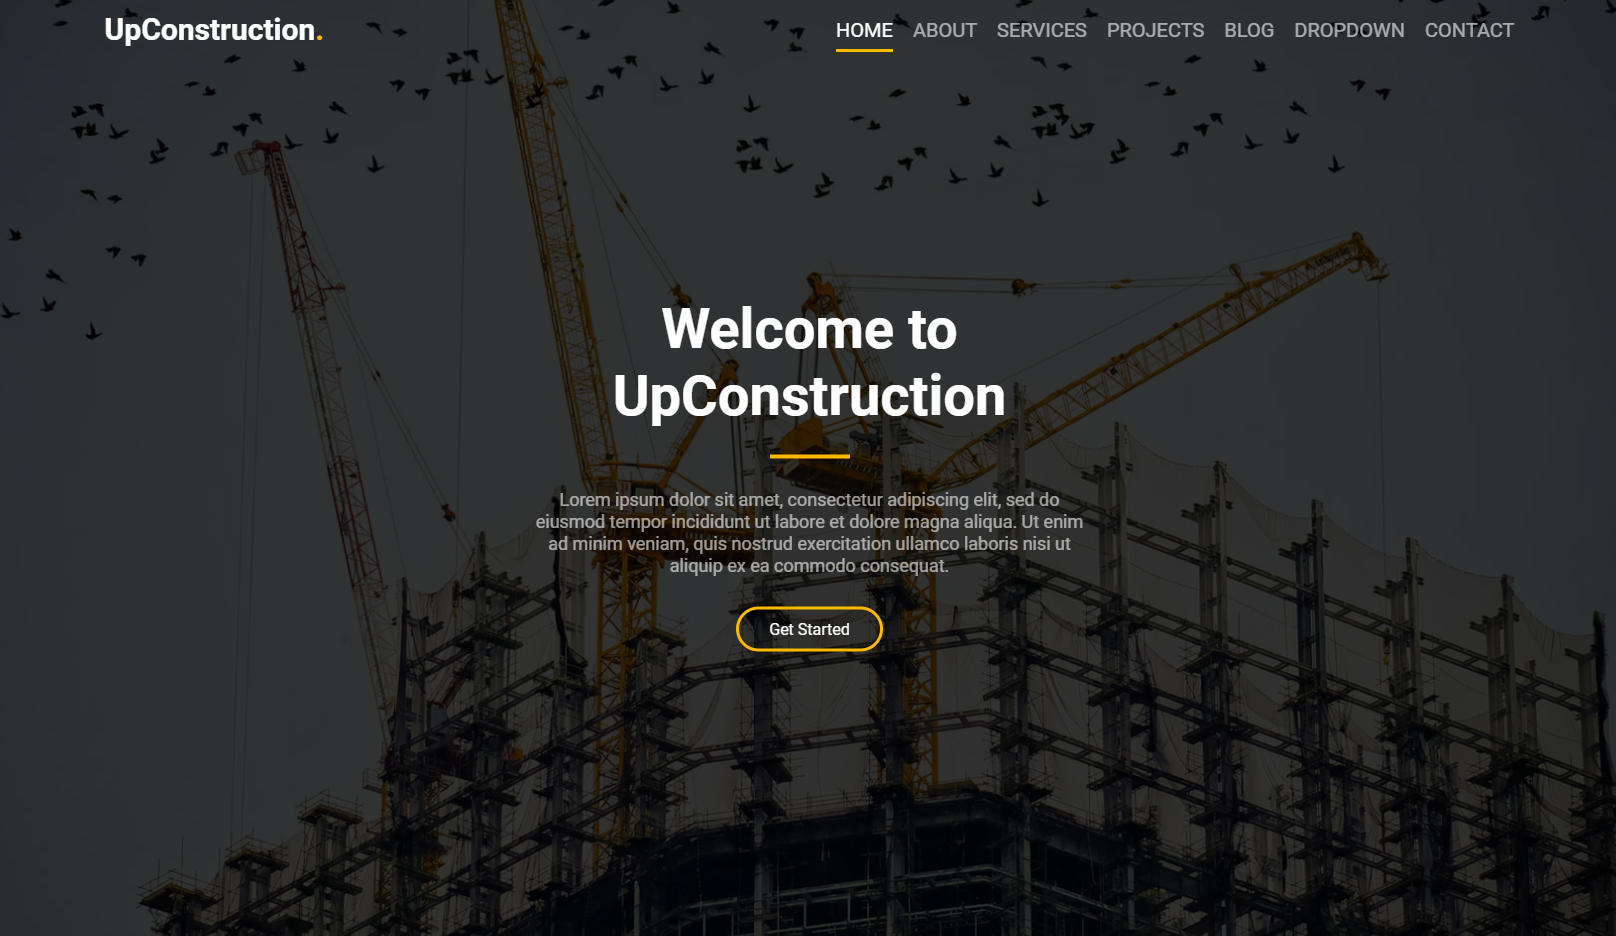 UpConstruction.
HOME ABOUT SERVICES PROJECTS BLOG DROPDOWN CONTACT
Welcome to
UpConstruction
Lorem ipsum dolor sit amet, consectetur adipiscing elit, sed do
eiusmod tempor incididunt ut labore et dolore magna aliqua. Ut enim
ad minim veniam, quis nostrud exercitation ullamco laboris nisi ut
aliquip ex ea commodo consequat.
Get Started